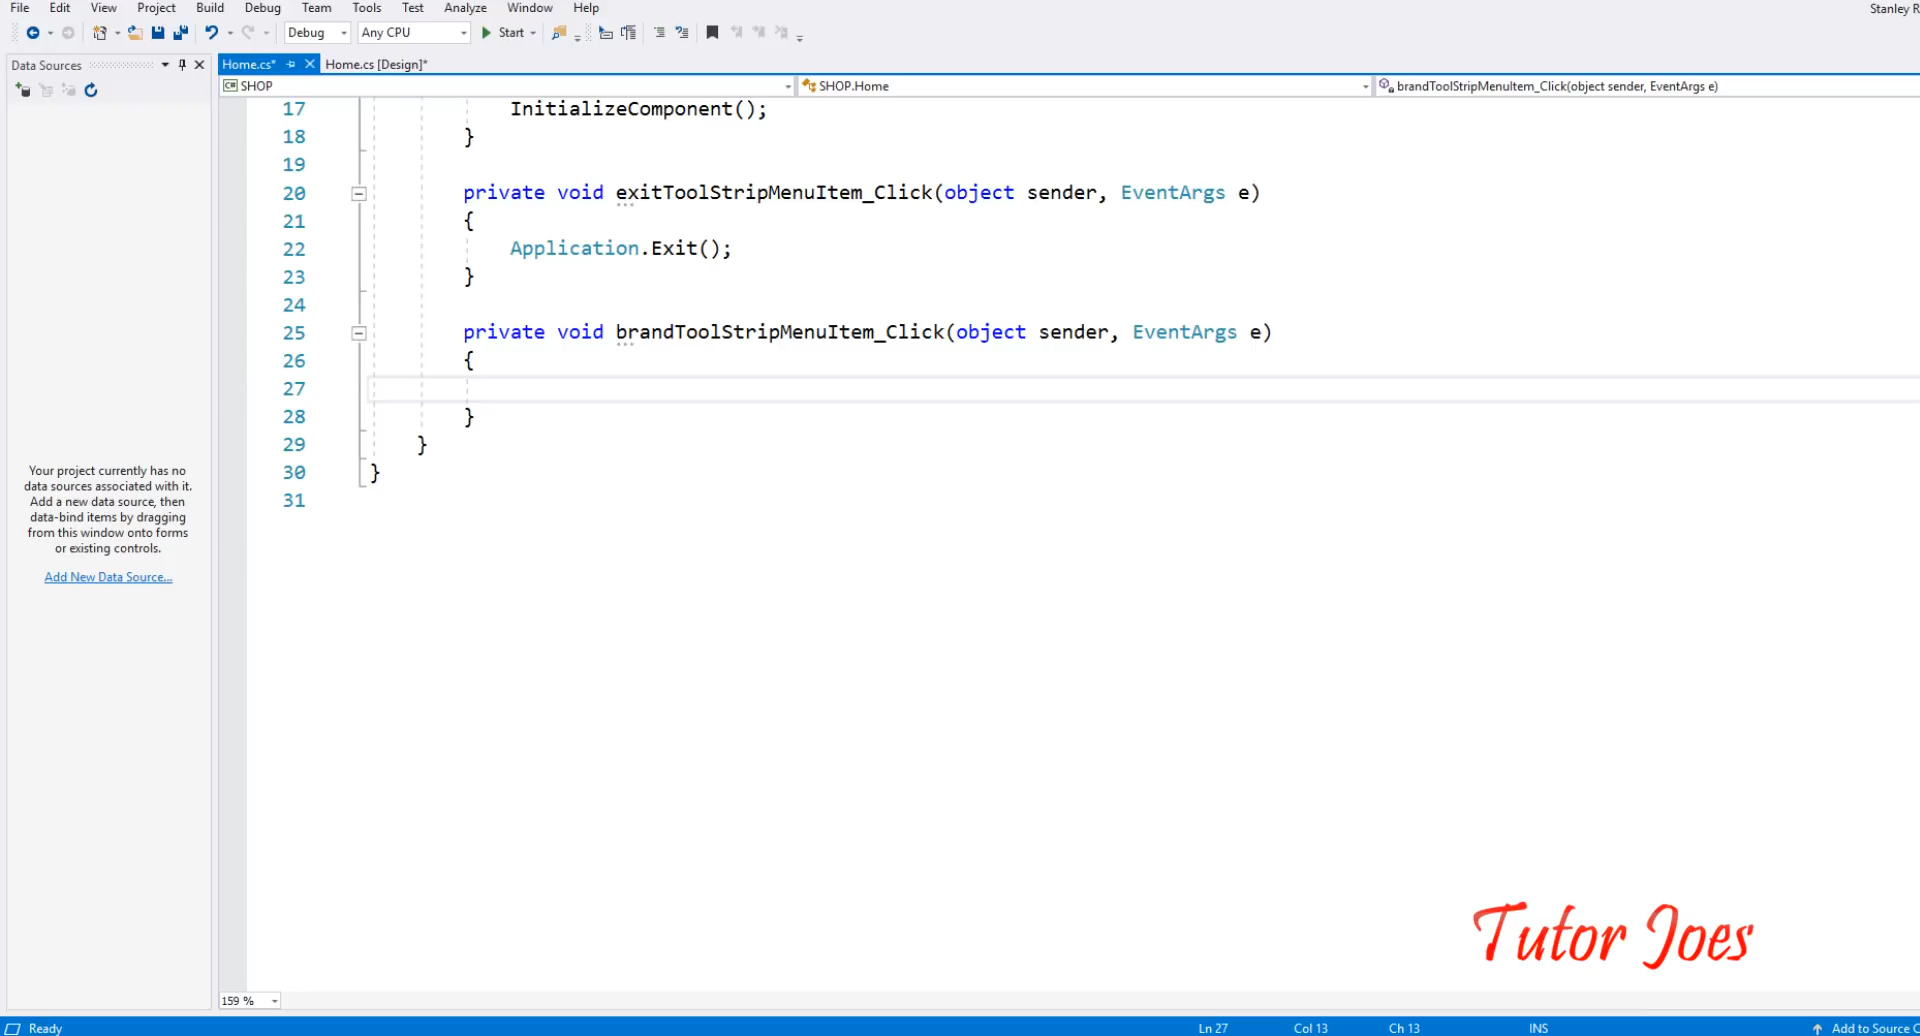 File Edit View Project Build Debug Team Tools Test Analyze Window Help
Stanley R
Debug Any CPU Start
Data Sources
Home.cs* Home.cs [Design]*
SHOP SHOP.Home brandToolStripMenuItem_Click(object sender, EventArgs e)
17 InitializeComponent();
18 }
19
20 private void exitToolStripMenuItem_Click(object sender, EventArgs e)
21 {
22 Application.Exit();
23 }
24
25 private void brandToolStripMenuItem_Click(object sender, EventArgs e)
26 {
27
28 }
29 }
30 }
31
Your project currently has no
data sources associated with it.
Add a new data source, then
data-bind items by dragging
from this window onto forms
or existing controls.
Add New Data Source...
Tutor Joes
159 %
Ready Ln 27 Col 13 Ch 13 INS Add to Source C